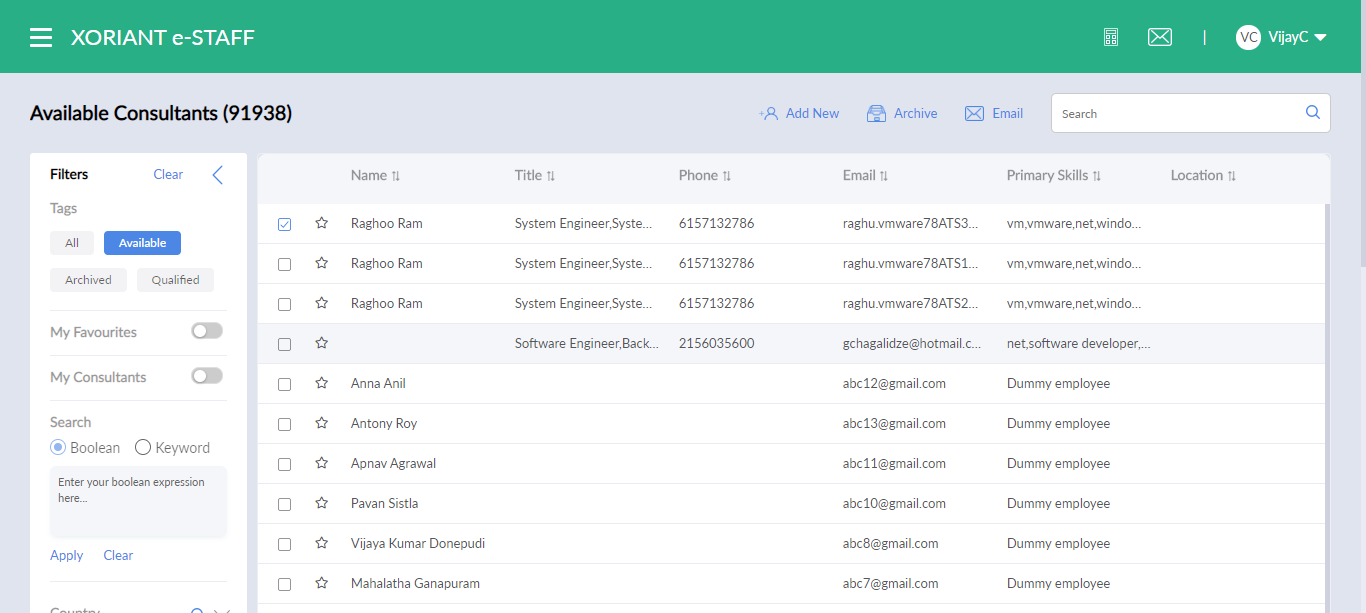 XORIANT e-STAFF
| VC VijayC
Available Consultants (91938)
Add New Archive Email Search
Filters Clear
Tags
All Available
Archived Qualified
My Favourites
My Consultants
Search
Boolean Keyword
Enter your boolean expression
here...
Apply Clear
Country
Name Title Phone Email Primary Skills Location
Raghoo Ram System Engineer,Syste... 6157132786 raghu.vmware78ATS3... vm,vmware,net,windo...
Raghoo Ram System Engineer,Syste... 6157132786 raghu.vmware78ATS1... vm,vmware,net,windo...
Raghoo Ram System Engineer,Syste... 6157132786 raghu.vmware78ATS2... vm,vmware,net,windo...
Software Engineer,Back... 2156035600 gchagalidze@hotmail.c... net,software developer,...
Anna Anil abc12@gmail.com Dummy employee
Antony Roy abc13@gmail.com Dummy employee
Apnav Agrawal abc11@gmail.com Dummy employee
Pavan Sistla abc10@gmail.com Dummy employee
Vijaya Kumar Donepudi abc8@gmail.com Dummy employee
Mahalatha Ganapuram abc7@gmail.com Dummy employee